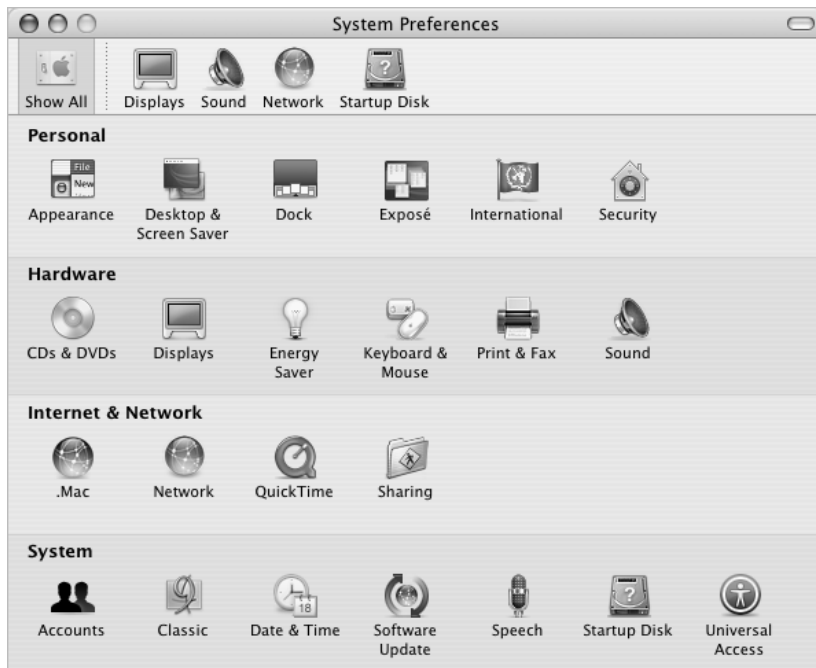 System Preferences
Show All Displays Sound Network Startup Disk
Personal
File
New
Appearance Desktop & Screen Saver Dock Exposé International Security
Hardware
CDs & DVDs Displays Energy Saver Keyboard & Mouse Print & Fax Sound
Internet & Network
.Mac Network QuickTime Sharing
System
18
Accounts Classic Date & Time Software Update Speech Startup Disk Universal Access